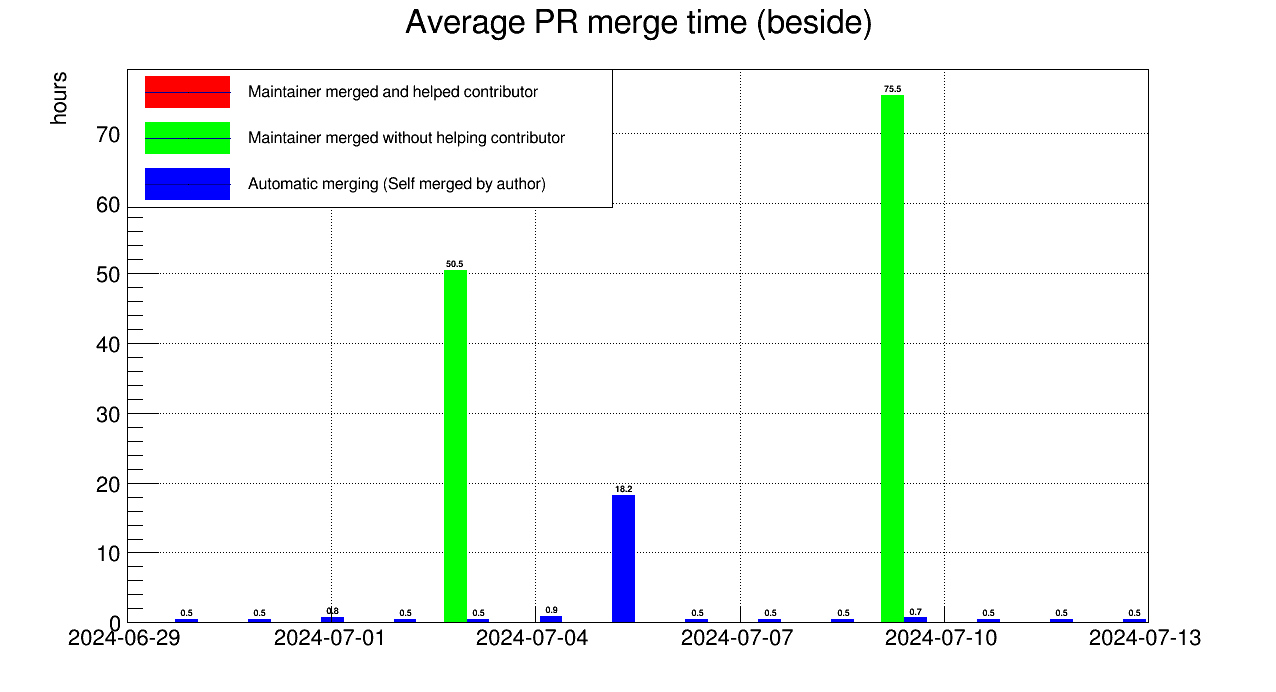 Average PR merge time (beside)
hours
Maintainer merged and helped contributor
Maintainer merged without helping contributor
Automatic merging (Self merged by author)
70
60
50
40
30
20
10
0
75.5
50.5
18.2
0.5 0.5 0.8 0.5 0.5 0.9 0.5 0.5 0.5 0.7 0.5 0.5 0.5
2024-06-29 2024-07-01 2024-07-04 2024-07-07 2024-07-10 2024-07-13